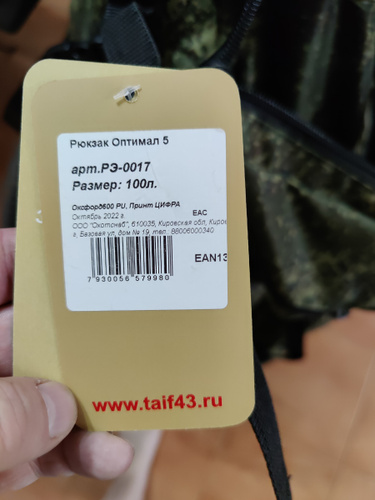 Рюкзак Оптимал 5
арт.РЭ-0017
Размер: 100л.
Оксфорд600 PU, Принт ЦИФРА
Октябрь 2022 г.
EAC
ООО "Охотснаб", 610035, Кировская обл, Киров
г, Базовая ул, дом № 19, тел.: 88006000340
EAN13
7 930056 579980
www.taif43.ru